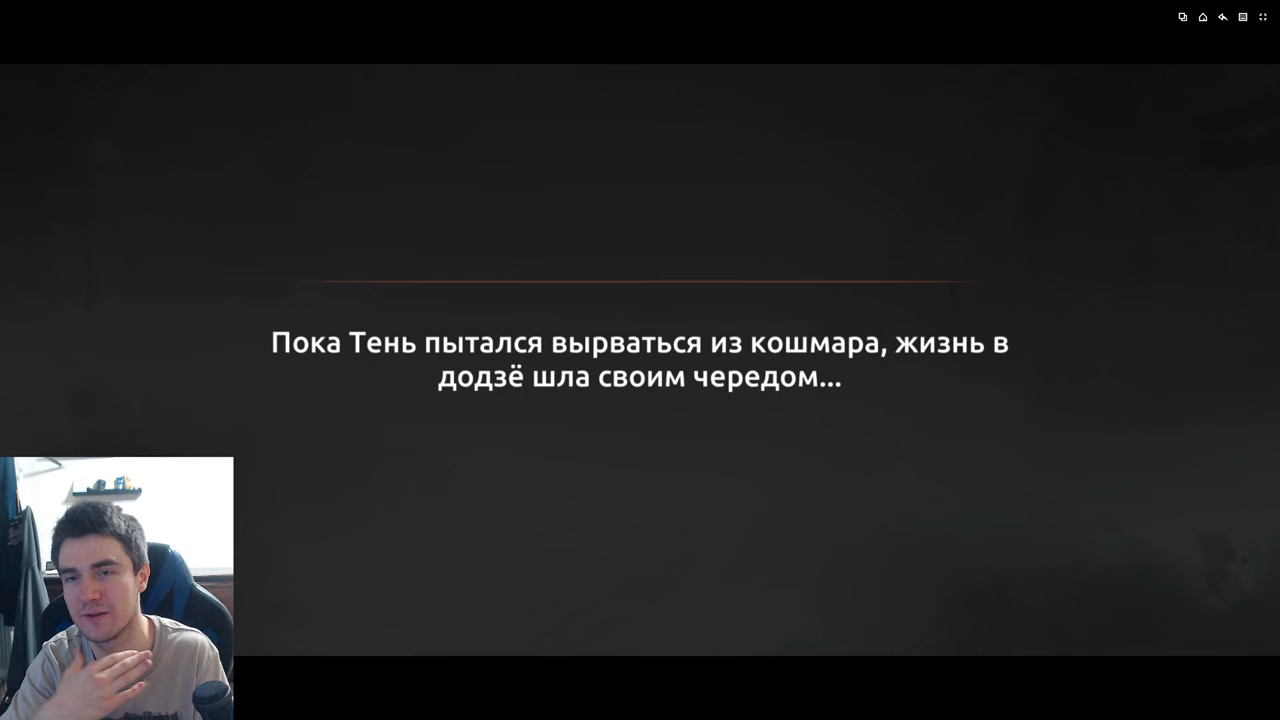 Пока Тень пытался вырваться из кошмара, жизнь в
додзё шла своим чередом...